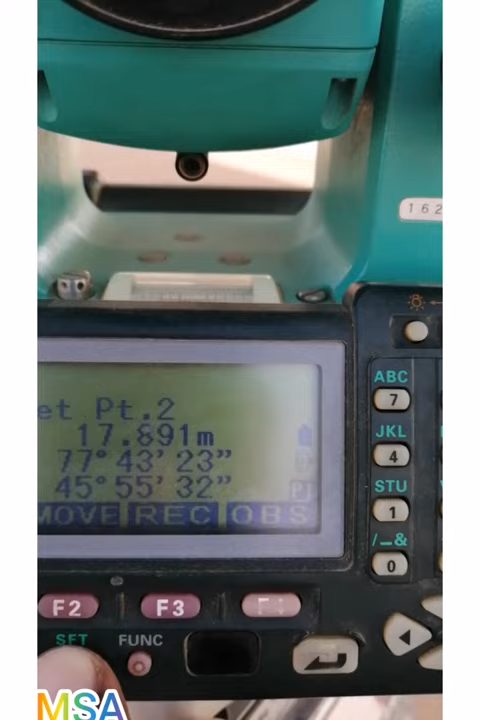 162
et Pt.2
17.891m
77°43'23"
45°55'32"
MOVE REC OBS
ABC
7
JKL
4
STU
1
/_&
0
F2 F3
SET FUNC
MSA